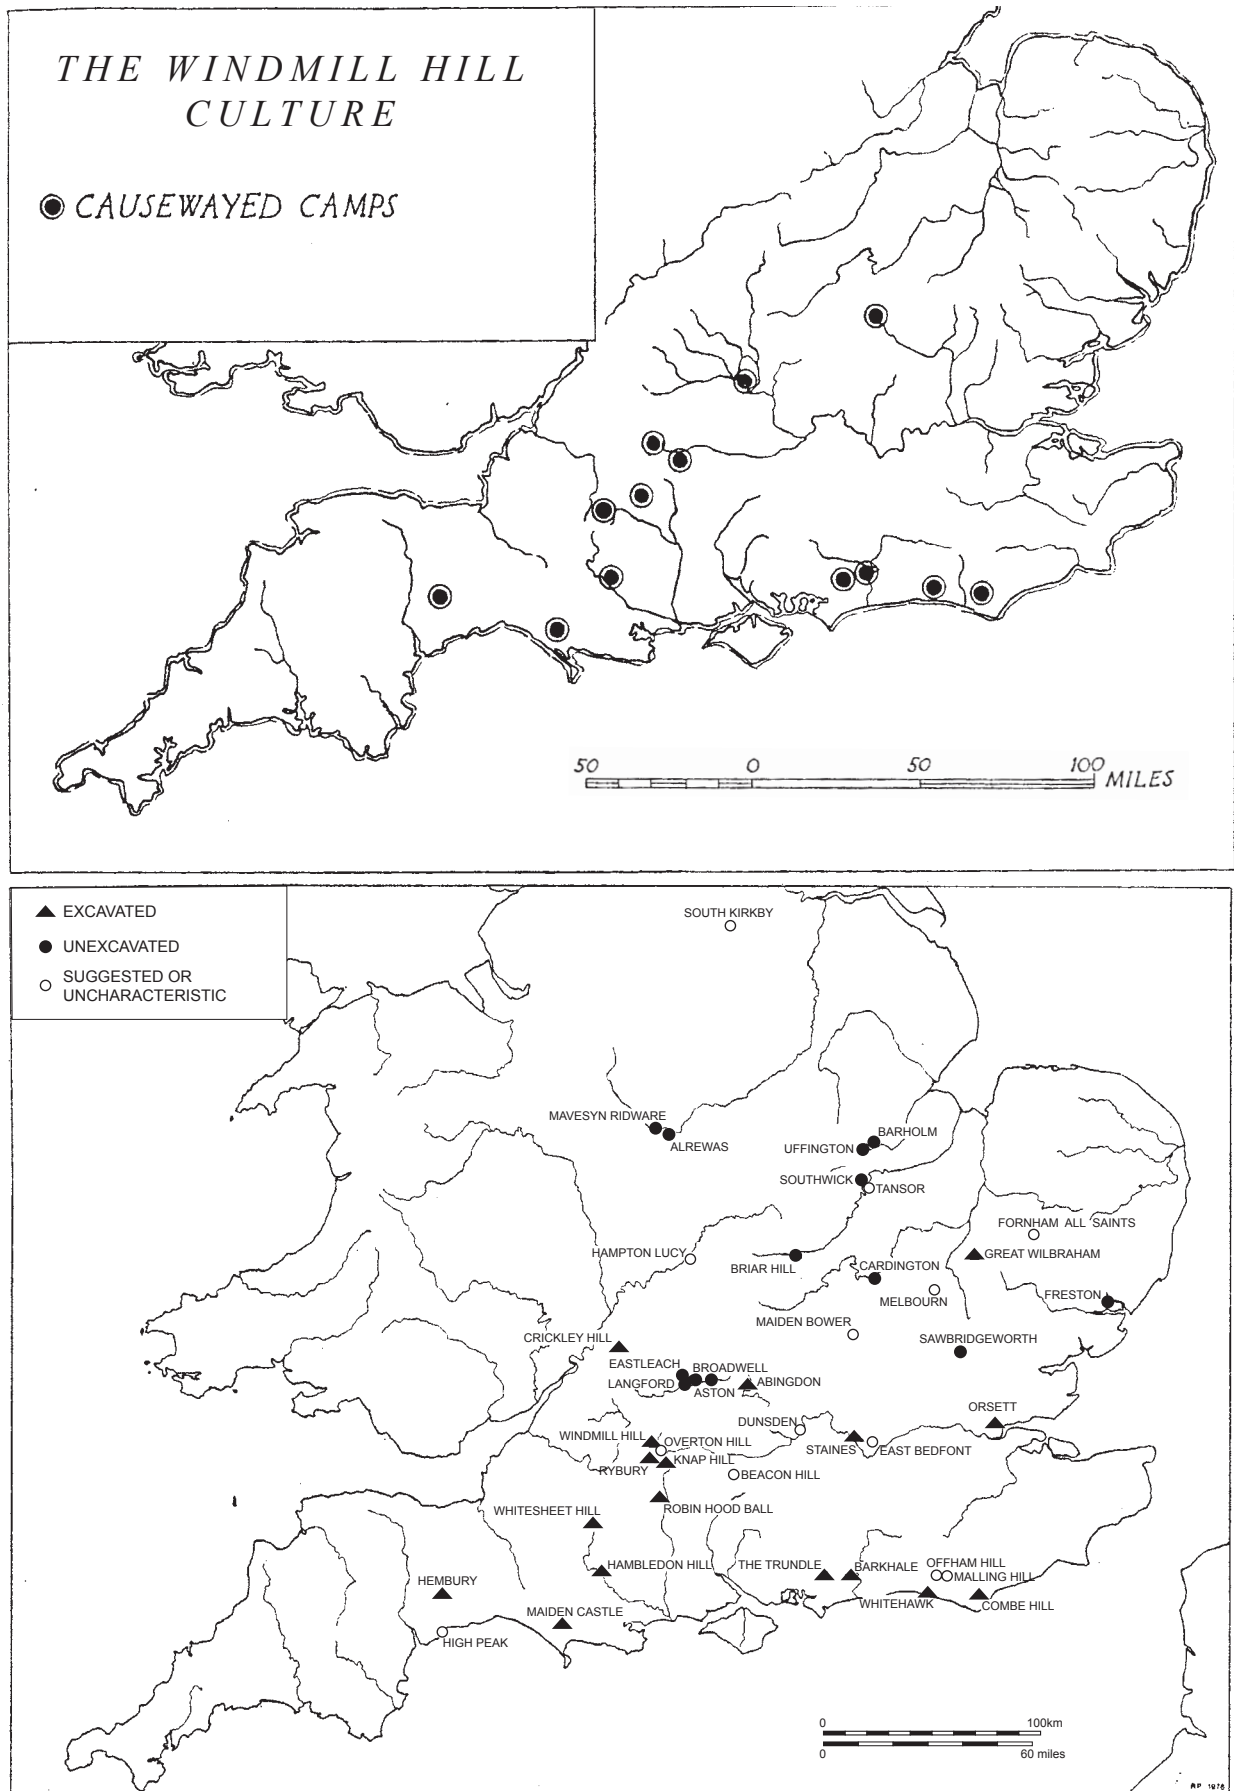 THE WINDMILL HILL
CULTURE
CAUSEWAYED CAMPS
50 0 50 100 MILES
EXCAVATED
UNEXCAVATED
SUGGESTED OR
UNCHARACTERISTIC
SOUTH KIRKBY
MAVESYN RIDWARE
ALREWAS
BARHOLM
UFFINGTON
SOUTHWICK
TANSOR
FORNHAM ALL SAINTS
HAMPTON LUCY
GREAT WILBRAHAM
BRIAR HILL
CARDINGTON
MELBOURN
FRESTON
MAIDEN BOWER
CRICKLEY HILL
SAWBRIDGEWORTH
EASTLEACH
BROADWELL
LANGFORD
ASTON
ABINGDON
ORSETT
DUNSDEN
WINDMILL HILL
OVERTON HILL
STAINES
EAST BEDFONT
KNAP HILL
RYBURY
BEACON HILL
ROBIN HOOD BALL
WHITESHEET HILL
HAMBLEDON HILL
THE TRUNDLE
BARKHALE
OFFHAM HILL
MALLING HILL
HEMBURY
WHITEHAWK
COMBE HILL
MAIDEN CASTLE
HIGH PEAK
0 100km
0 60 miles
RP 1978